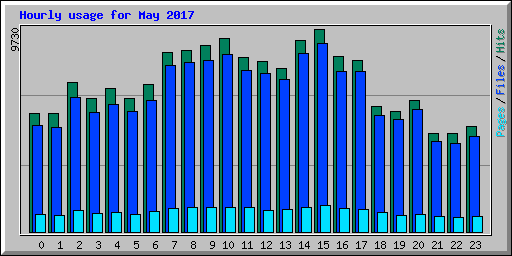 Hourly usage for May 2017
9730
Pages/Files/Hits
0 1 2 3 4 5 6 7 8 9 10 11 12 13 14 15 16 17 18 19 20 21 22 23